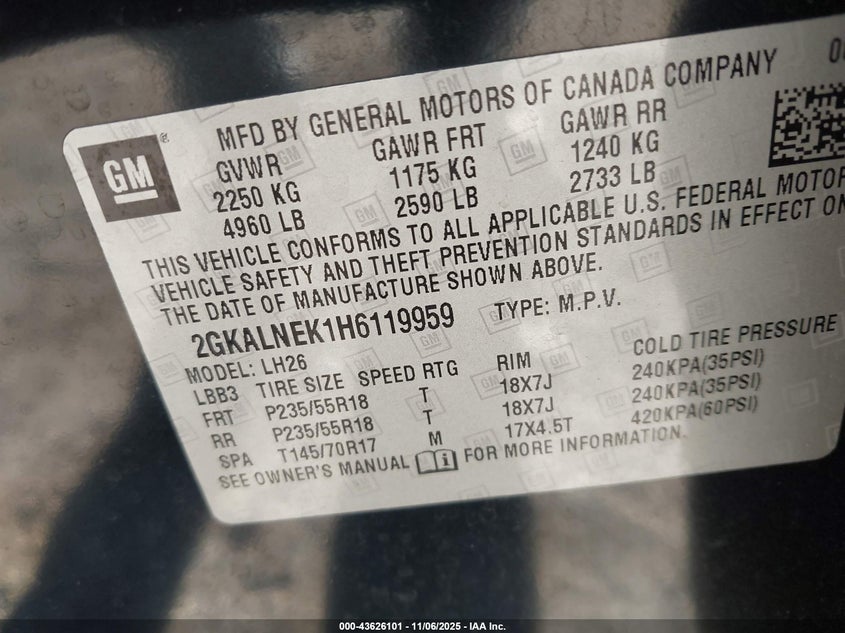 MFD BY GENERAL MOTORS OF CANADA COMPANY
GM
®
GVWR GAWR FRT GAWR RR
2250 KG 1175 KG 1240 KG
4960 LB 2590 LB 2733 LB
THIS VEHICLE CONFORMS TO ALL APPLICABLE U.S. FEDERAL MOTOR
VEHICLE SAFETY AND THEFT PREVENTION STANDARDS IN EFFECT ON
THE DATE OF MANUFACTURE SHOWN ABOVE.
2GKALNEK1H6119959 TYPE: M.P.V.
MODEL: LH26
LBB3 TIRE SIZE SPEED RTG RIM COLD TIRE PRESSURE
FRT P235/55R18 T 18X7J 240KPA(35PSI)
RR P235/55R18 T 18X7J 240KPA(35PSI)
SPA T145/70R17 M 17X4.5T 420KPA(60PSI)
SEE OWNER'S MANUAL FOR MORE INFORMATION.
000-43626101 - 11/06/2025 - IAA Inc.